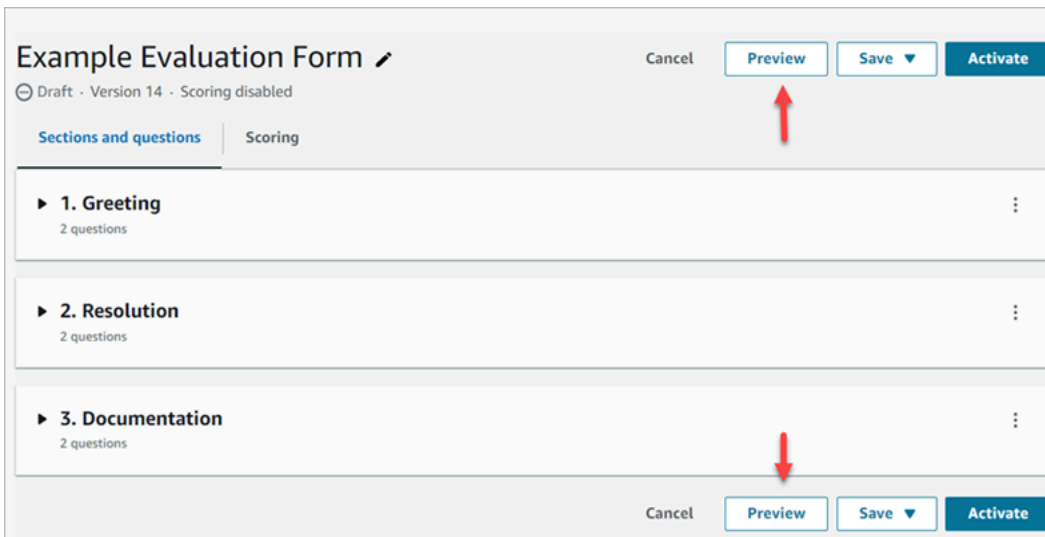 Example Evaluation Form
Cancel Preview Save Activate
Draft · Version 14 · Scoring disabled
Sections and questions Scoring
1. Greeting
2 questions
2. Resolution
2 questions
3. Documentation
2 questions
Cancel Preview Save Activate